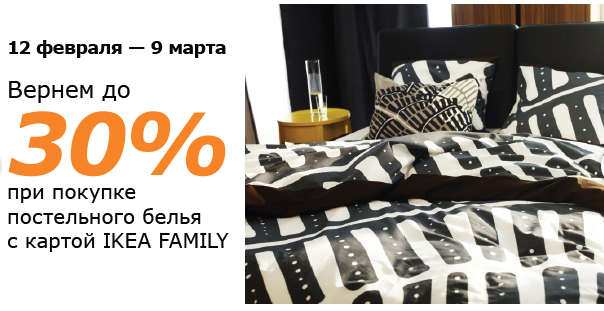 12 февраля — 9 марта
Вернем до
30%
при покупке
постельного белья
с картой IKEA FAMILY